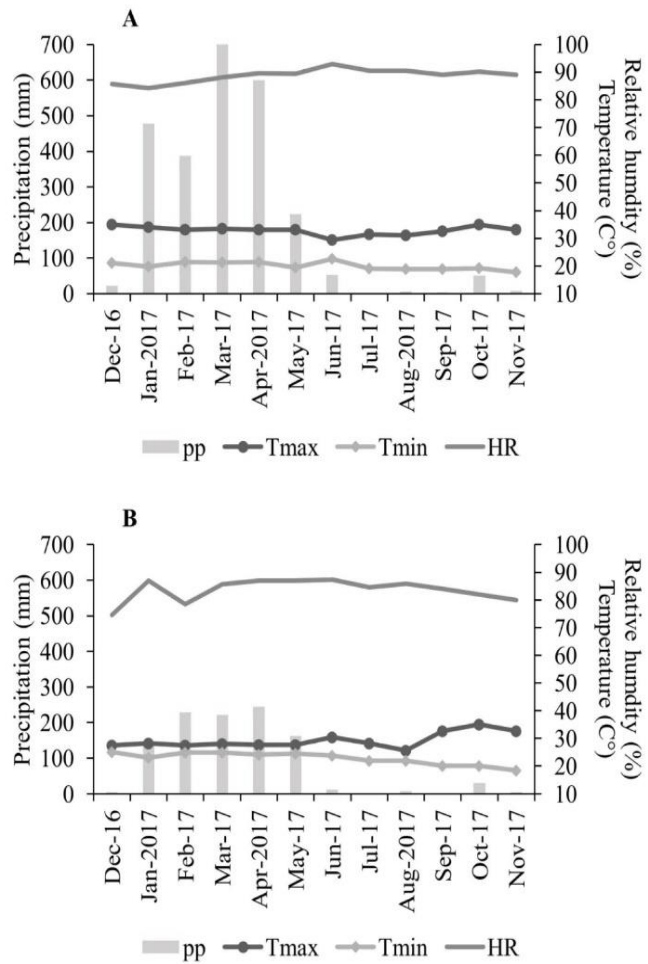 A
700
600
500
400
300
200
100
0
Precipitation (mm)
100
90
80
70
60
50
40
30
20
10
Relative humdity (%)
Temperature (C°)
Dec-16
Jan-2017
Feb-17
Mar-17
Apr-2017
May-17
Jun-17
Jul-17
Aug-2017
Sep-17
Oct-17
Nov-17
pp Tmax Tmin HR
B
700
600
500
400
300
200
100
0
Precipitation (mm)
100
90
80
70
60
50
40
30
20
10
Relative humdity (%)
Temperature (C°)
Dec-16
Jan-2017
Feb-17
Mar-17
Apr-2017
May-17
Jun-17
Jul-17
Aug-2017
Sep-17
Oct-17
Nov-17
pp Tmax Tmin HR